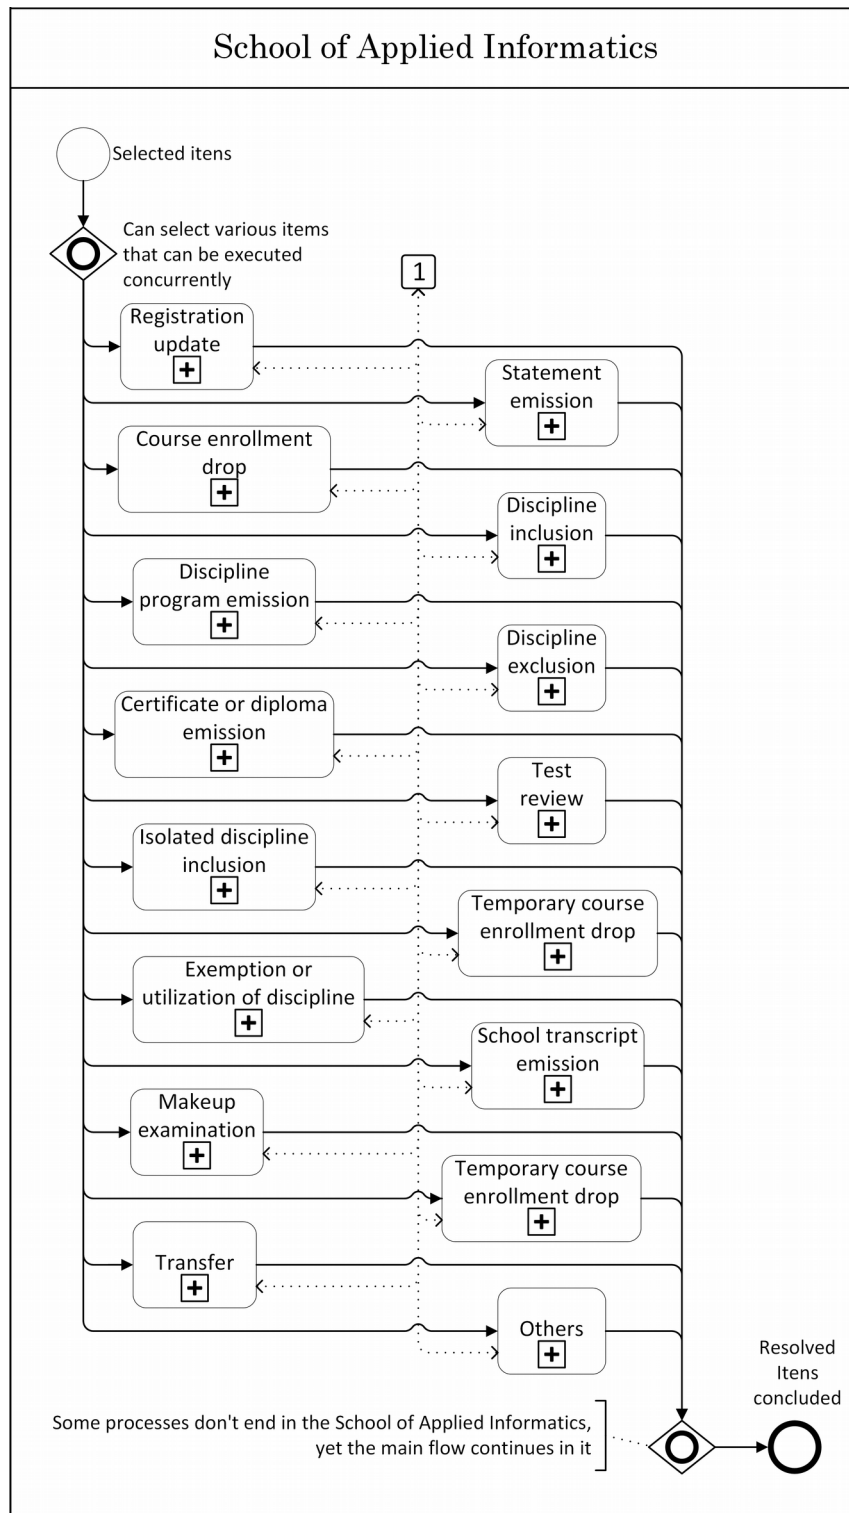 School of Applied Informatics
Selected itens
Can select various items
that can be executed
concurrently
1
Registration
update
Statement
emission
Course enrollment
drop
Discipline
inclusion
Discipline
program emission
Discipline
exclusion
Certificate or diploma
emission
Test
review
Isolated discipline
inclusion
Temporary course
enrollment drop
Exemption or
utilization of discipline
School transcript
emission
Makeup
examination
Temporary course
enrollment drop
Transfer
Others
Resolved
Itens
concluded
Some processes don't end in the School of Applied Informatics,
yet the main flow continues in it